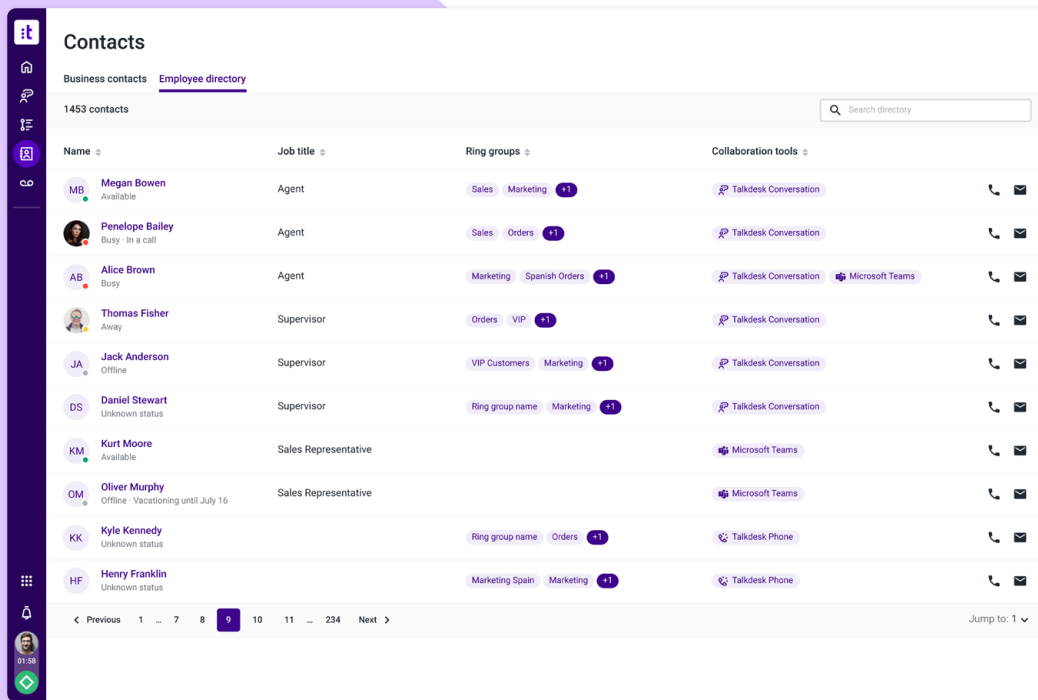 :t
Contacts
Business contacts Employee directory
1453 contacts Search directory
Name Job title Ring groups Collaboration tools
MB Megan Bowen Agent Sales Marketing +1 Talkdesk Conversation
Available
Penelope Bailey Agent Sales Orders +1 Talkdesk Conversation
Busy · In a call
AB Alice Brown Agent Marketing Spanish Orders +1 Talkdesk Conversation Microsoft Teams
Busy
Thomas Fisher Supervisor Orders VIP +1 Talkdesk Conversation
Away
JA Jack Anderson Supervisor VIP Customers Marketing +1 Talkdesk Conversation
Offline
DS Daniel Stewart Supervisor Ring group name Marketing +1 Talkdesk Conversation
Unknown status
KM Kurt Moore Sales Representative Microsoft Teams
Available
OM Oliver Murphy Sales Representative Microsoft Teams
Offline · Vacationing until July 16
KK Kyle Kennedy Ring group name Orders +1 Talkdesk Phone
Unknown status
HF Henry Franklin Marketing Spain Marketing +1 Talkdesk Phone
Unknown status
Previous 1 ... 7 8 9 10 11 ... 234 Next Jump to: 1
01:58